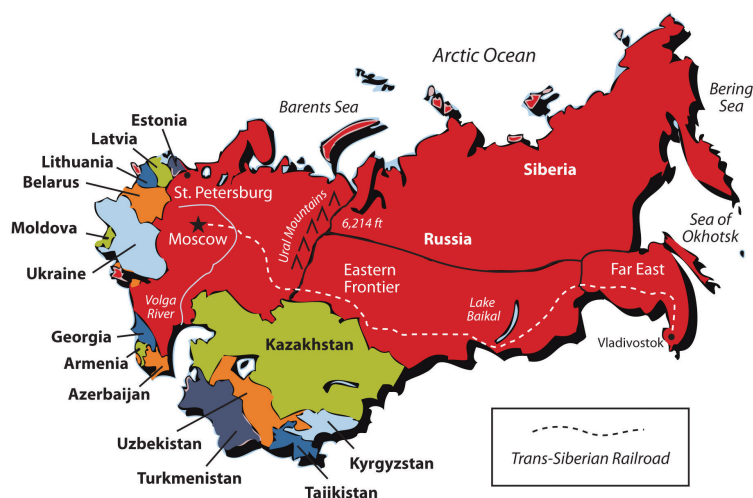 Arctic Ocean
Barents Sea
Bering
Sea
Estonia
Latvia
Lithuania
Belarus
St. Petersburg
Siberia
Moldova
Moscow
Ural Mountains
6,214 ft
Sea of
Okhotsk
Russia
Ukraine
Eastern
Frontier
Far East
Volga
River
Lake
Baikal
Georgia
Kazakhstan
Vladivostok
Armenia
Azerbaijan
Uzbekistan
Kyrgyzstan
Turkmenistan
Tajikistan
Trans-Siberian Railroad